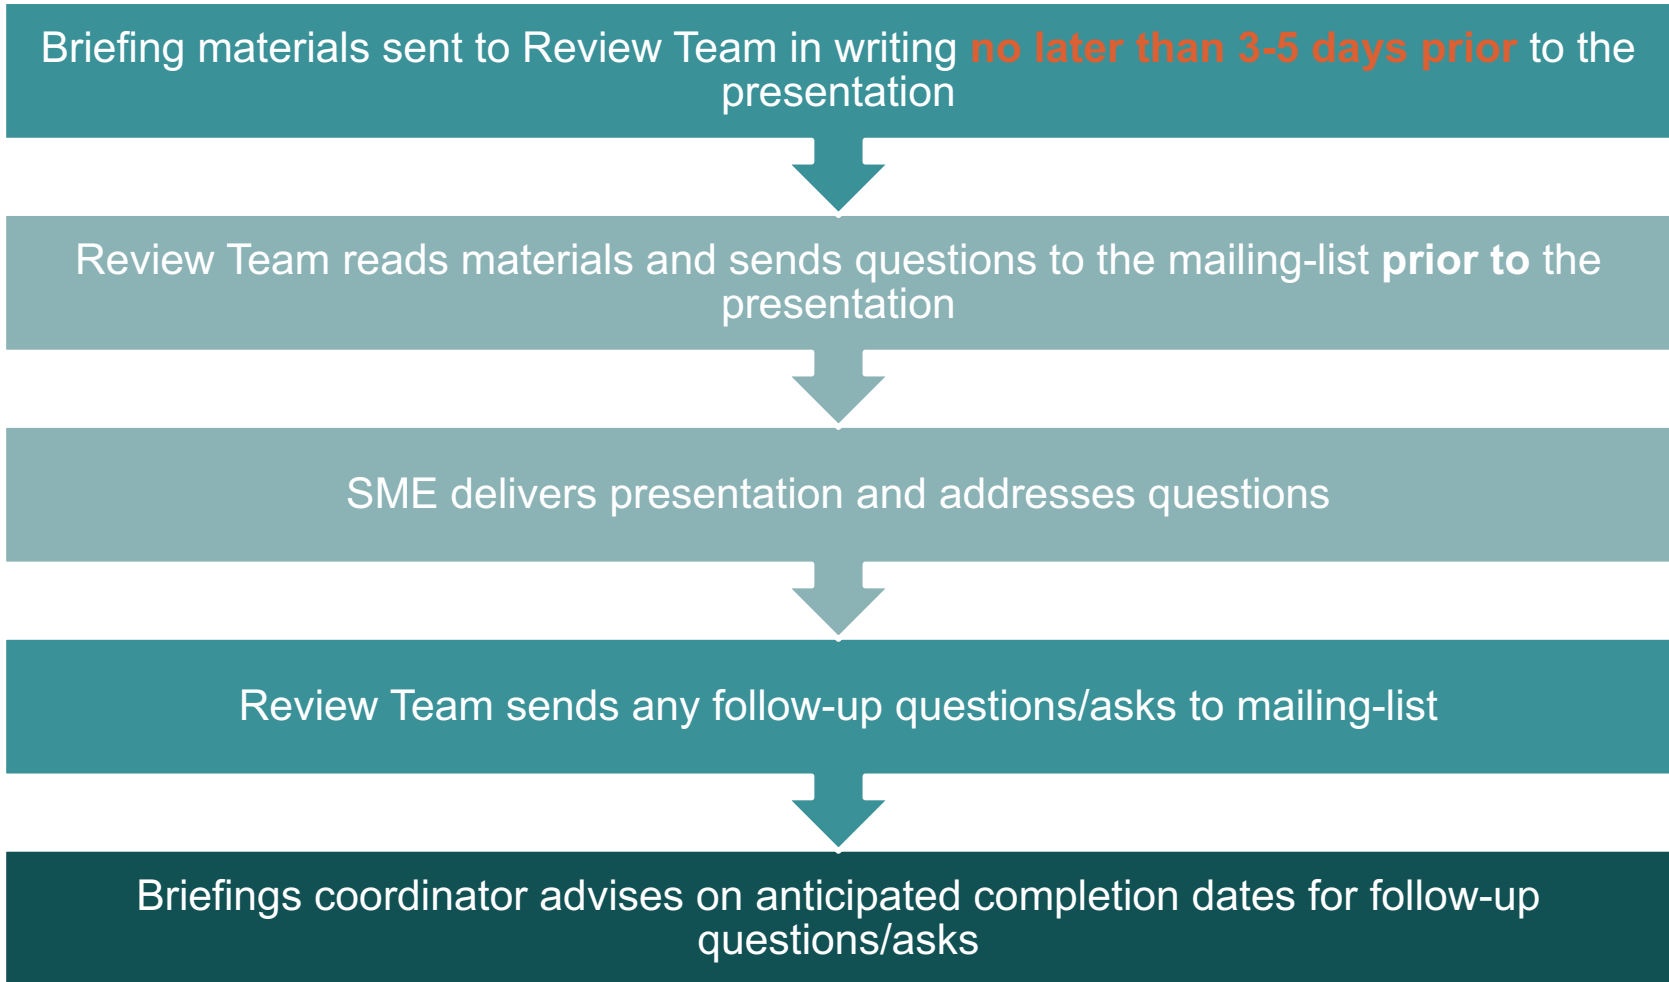 Briefing materials sent to Review Team in writing no later than 3-5 days prior to the
presentation
Review Team reads materials and sends questions to the mailing-list prior to the
presentation
SME delivers presentation and addresses questions
Review Team sends any follow-up questions/asks to mailing-list
Briefings coordinator advises on anticipated completion dates for follow-up
questions/asks